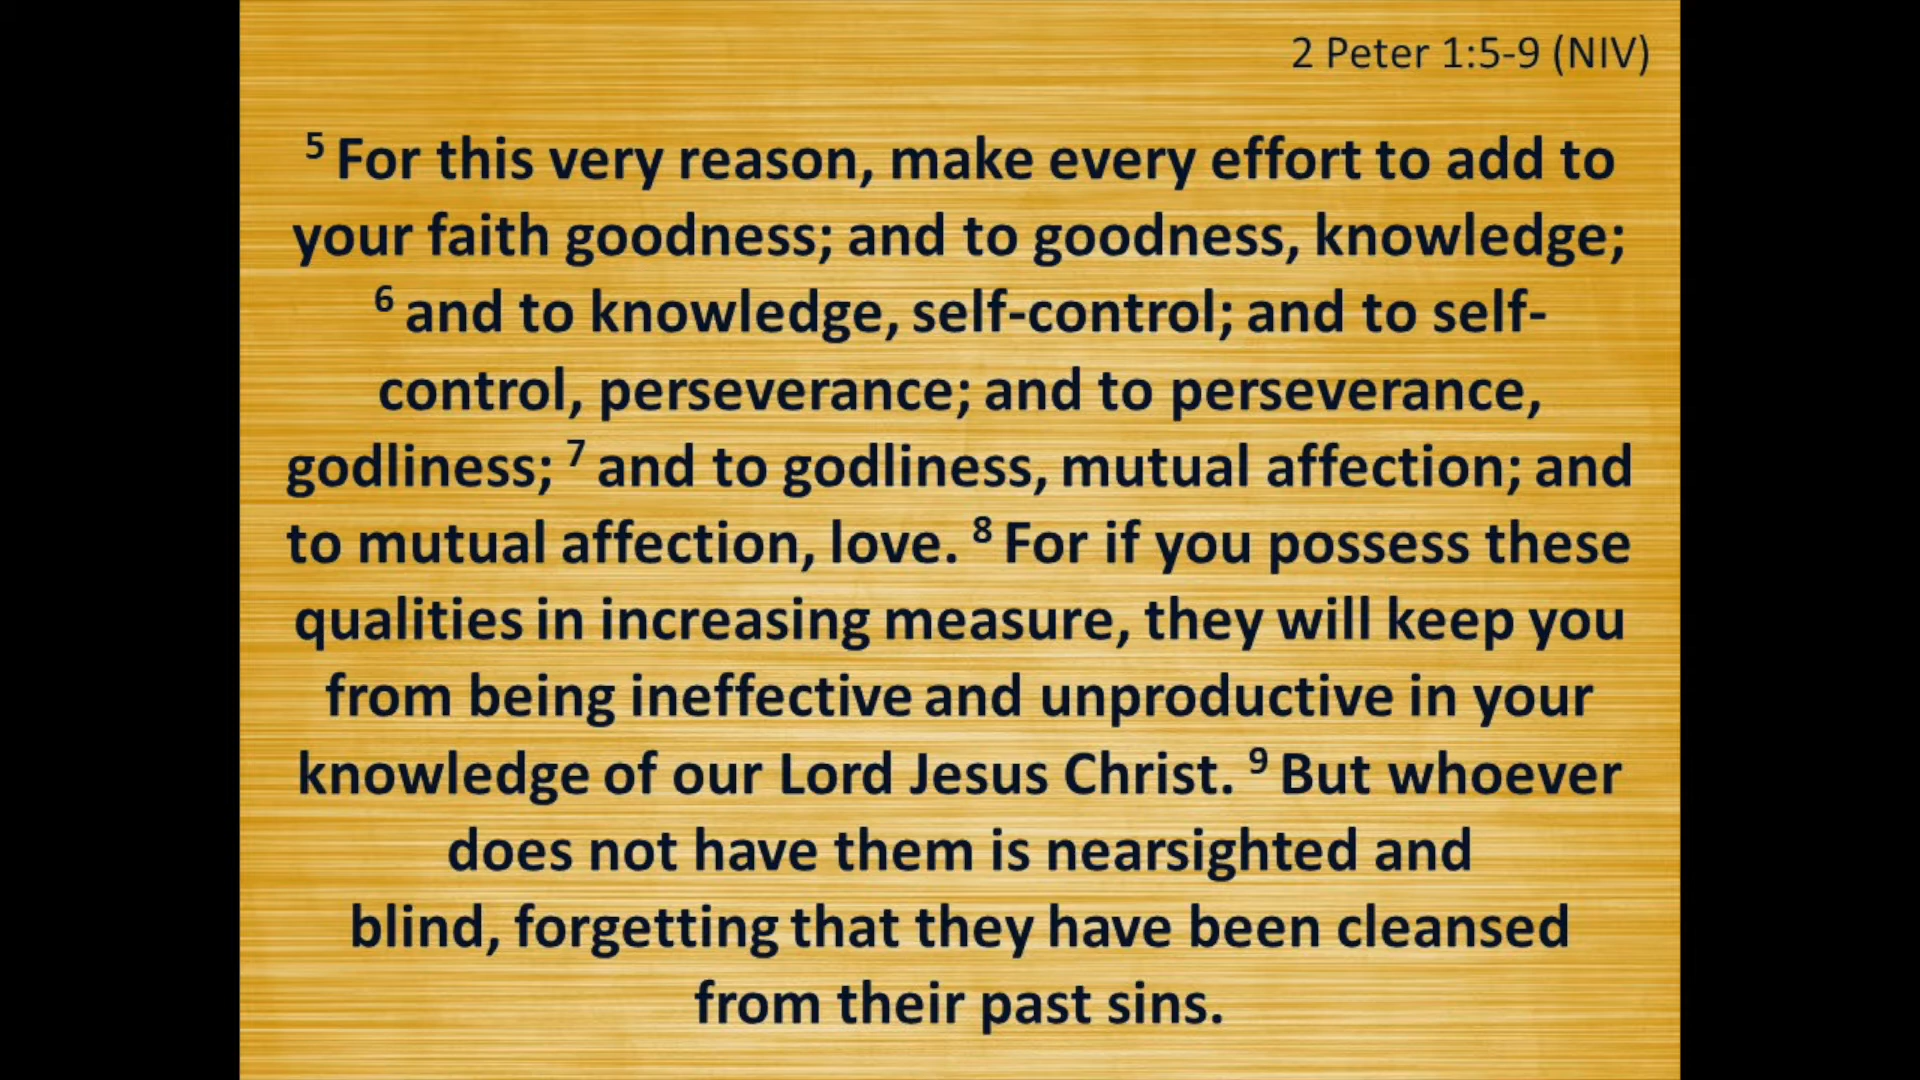 2 Peter 1:5-9 (NIV)
5 For this very reason, make every effort to add to
your faith goodness; and to goodness, knowledge;
6 and to knowledge, self-control; and to self-
control, perseverance; and to perseverance,
godliness; 7 and to godliness, mutual affection; and
to mutual affection, love. 8 For if you possess these
qualities in increasing measure, they will keep you
from being ineffective and unproductive in your
knowledge of our Lord Jesus Christ. 9 But whoever
does not have them is nearsighted and
blind, forgetting that they have been cleansed
from their past sins.